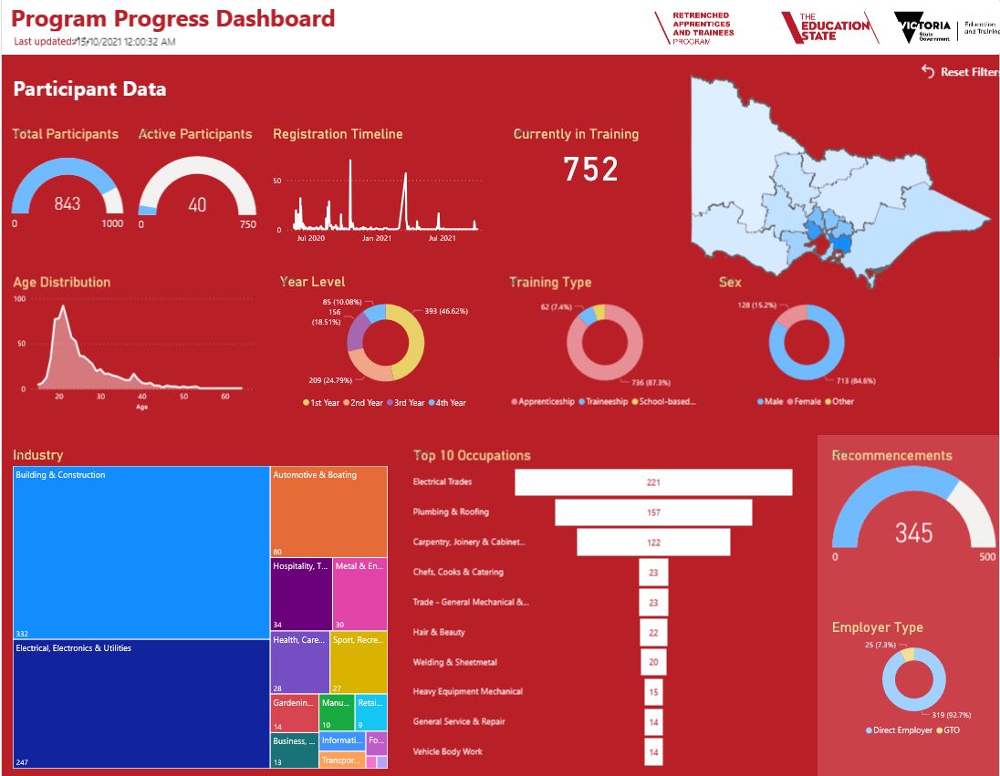 Program Progress Dashboard
Last updated: 15/10/2021 12:00:32 AM
RETRENCHED
APPRENTICES
AND TRAINEES
PROGRAM
THE
EDUCATION
STATE
VICTORIA
State
Government
Education
and Training
Participant Data
Reset Filters
Total Participants
843
0
1000
Active Participants
40
0
750
Registration Timeline
50
0
Jul 2020
Jan 2021
Jul 2021
Currently in Training
752
Age Distribution
100
50
0
20
30
40
50
60
Age
Year Level
85 (10.08%)
156
(18.51%)
393 (46.62%)
209 (24.79%)
1st Year
2nd Year
3rd Year
4th Year
Training Type
62 (7.4%)
736 (87.3%)
Apprenticeship
Traineeship
School-based...
Sex
128 (15.2%)
713 (84.6%)
Male
Female
Other
Industry
Building & Construction
332
Electrical, Electronics & Utilities
247
Automotive & Boating
80
Hospitality, T...
34
Metal & En...
30
Health, Care...
28
Sport, Recre...
27
Gardenin...
14
Manu...
10
Retai...
9
Business, ...
13
Informati...
Fo...
Transpor...
Top 10 Occupations
Electrical Trades
221
Plumbing & Roofing
157
Carpentry, Joinery & Cabinet...
122
Chefs, Cooks & Catering
23
Trade - General Mechanical &...
23
Hair & Beauty
22
Welding & Sheetmetal
20
Heavy Equipment Mechanical
15
General Service & Repair
14
Vehicle Body Work
14
Recommencements
345
0
500
Employer Type
25 (7.3%)
319 (92.7%)
Direct Employer
GTO